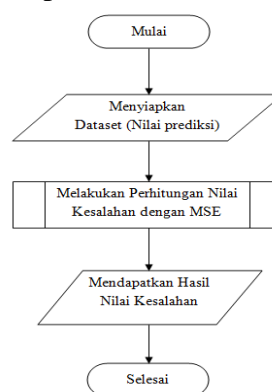 Mulai
Menyiapkan
Dataset (Nilai prediksi)
Melakukan Perhitungan Nilai
Kesalahan dengan MSE
Mendapatkan Hasil
Nilai Kesalahan
Selesai